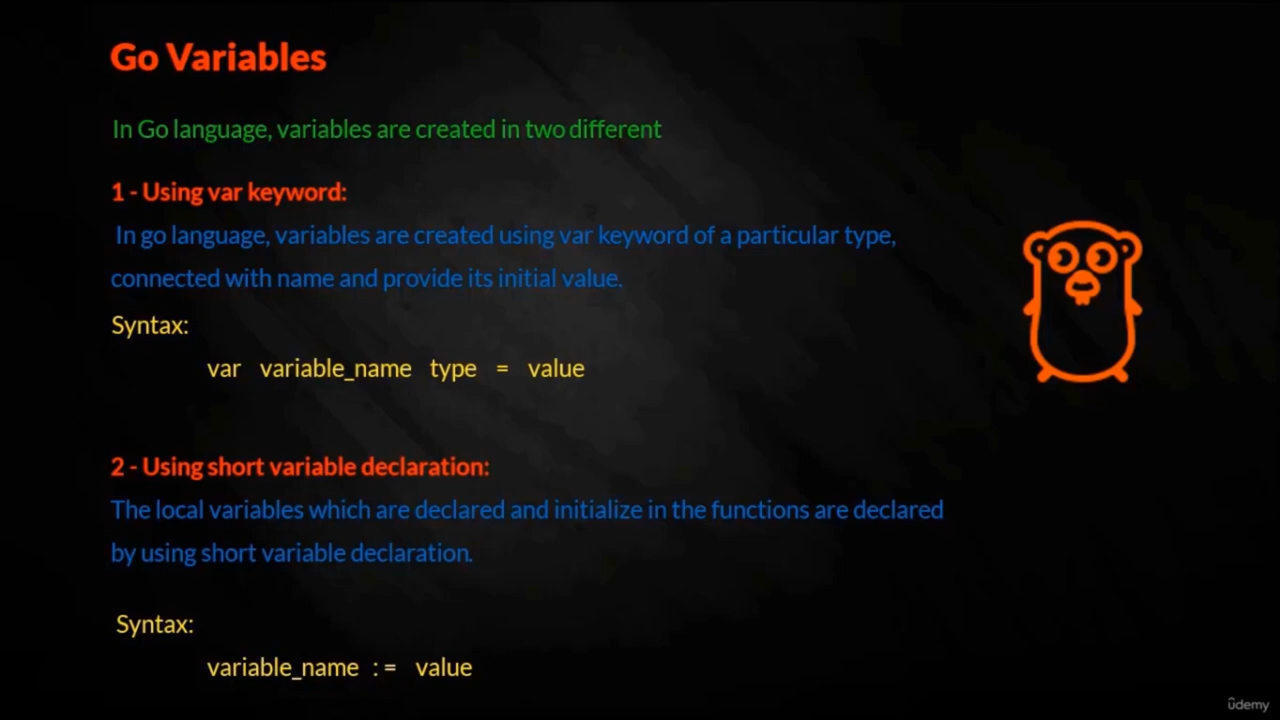 Go Variables
In Go language, variables are created in two different
1 - Using var keyword:
In go language, variables are created using var keyword of a particular type,
connected with name and provide its initial value.
Syntax:
var variable_name type = value
2 - Using short variable declaration:
The local variables which are declared and initialize in the functions are declared
by using short variable declaration.
Syntax:
variable_name := value
ûdemy